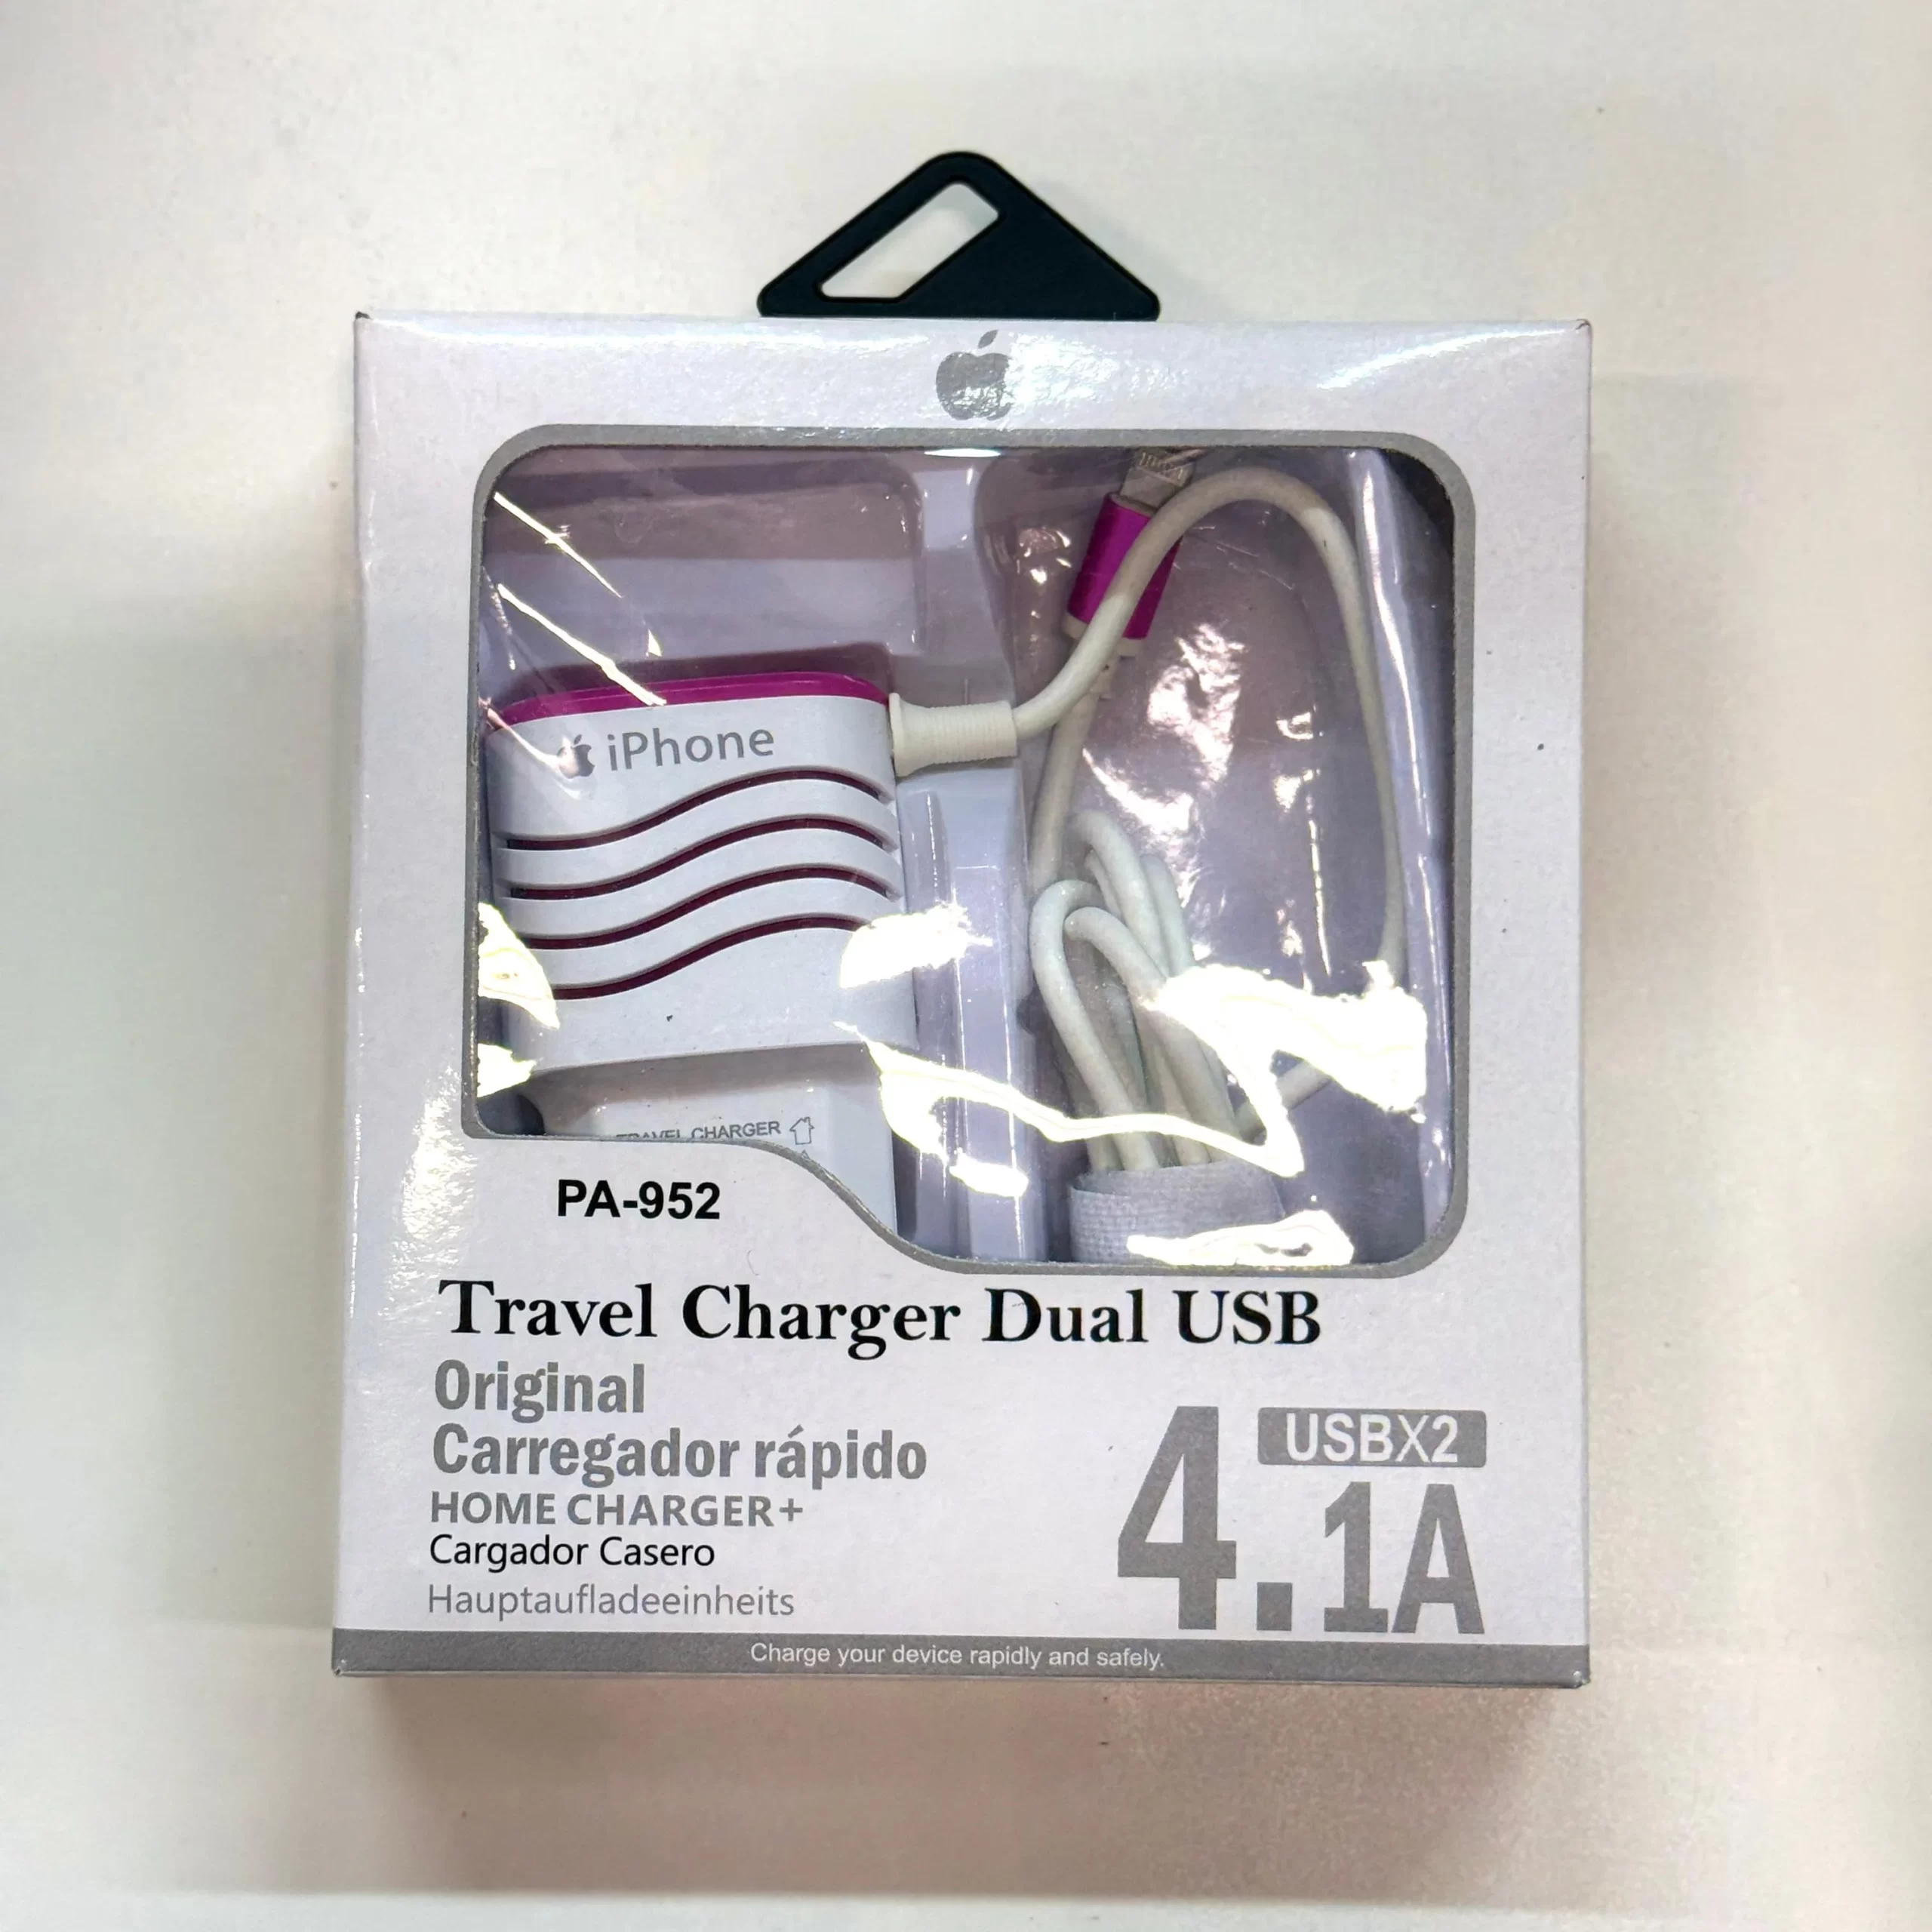 iPhone
TRAVEL CHARGER
PA-952
Travel Charger Dual USB
Original
Carregador rápido
HOME CHARGER+
Cargador Casero
Hauptaufladeeinheits
USBX2
4.1A
Charge your device rapidly and safely.